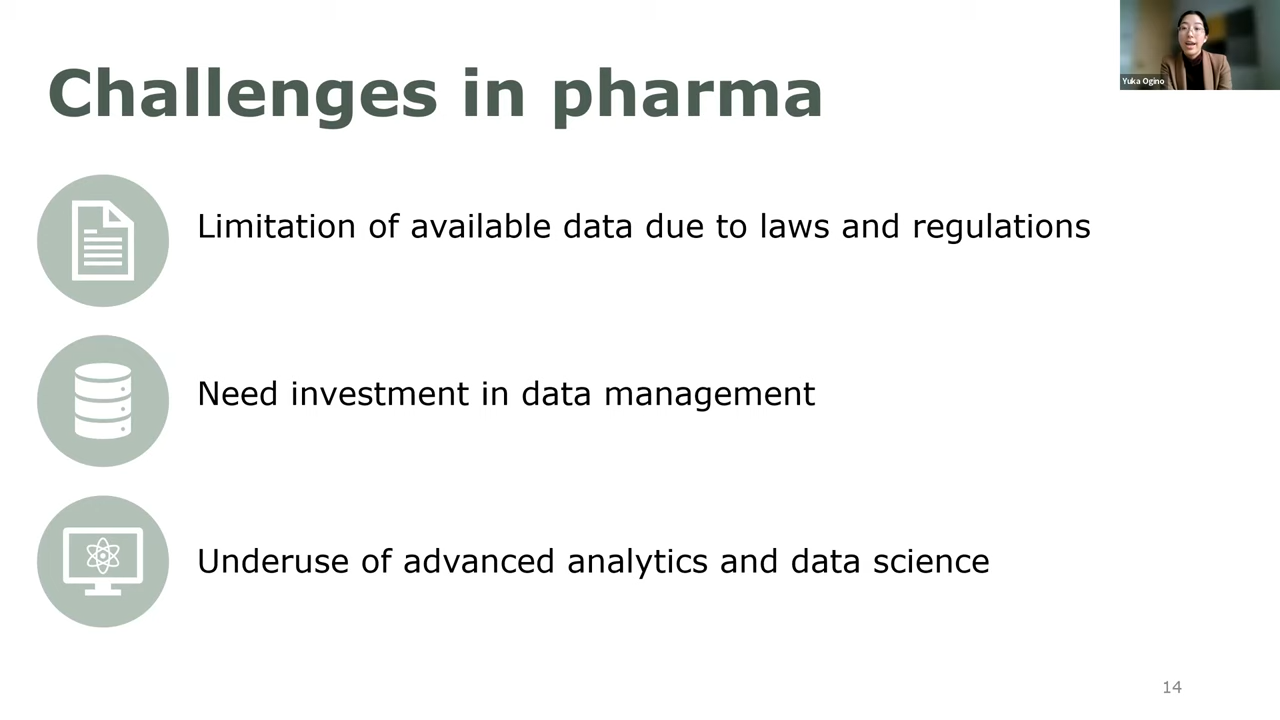 Challenges in pharma
Yuka Ogino
Limitation of available data due to laws and regulations
Need investment in data management
Underuse of advanced analytics and data science
14